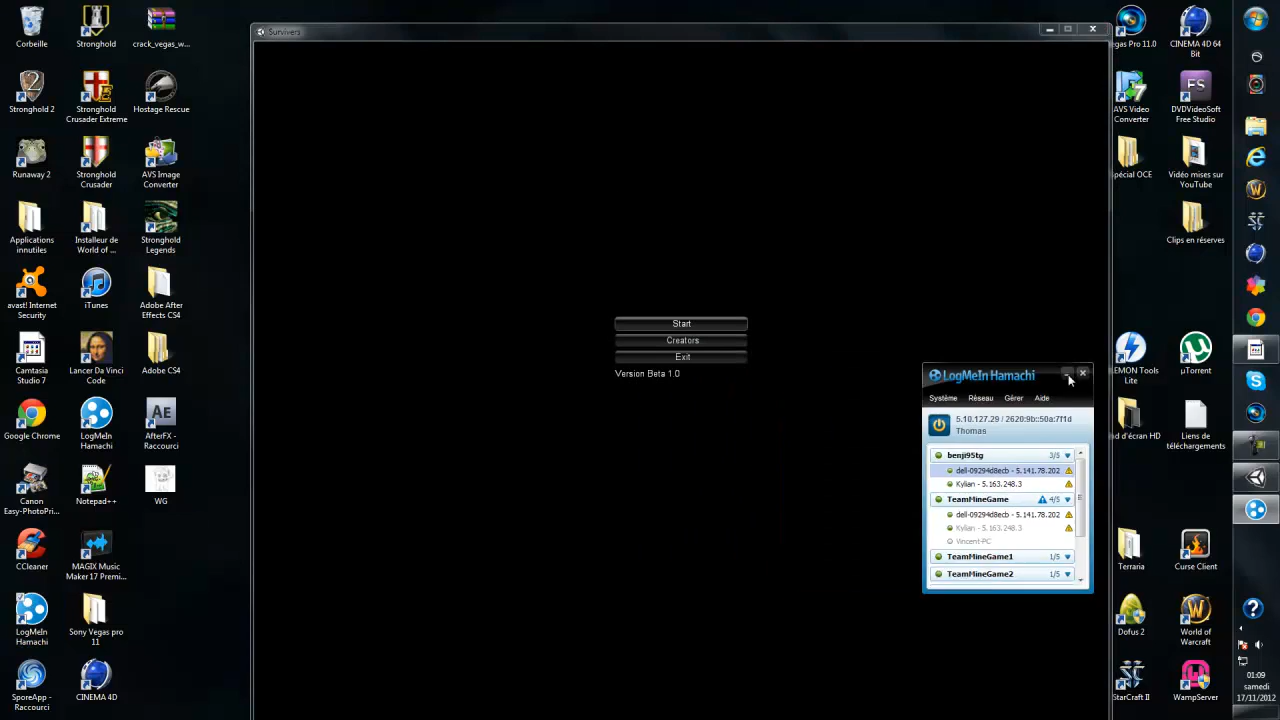 Corbeille
Stronghold
crack_vegas_w...
Stronghold 2
Stronghold
Crusader Extreme
Hostage Rescue
Runaway 2
Stronghold
Crusader
AVS Image
Converter
Applications
innutiles
Installeur de
World of ...
Stronghold
Legends
avast! Internet
Security
iTunes
Adobe After
Effects CS4
Camtasia
Studio 7
Lancer Da Vinci
Code
Adobe CS4
Google Chrome
LogMeIn
Hamachi
AfterFX -
Raccourci
Canon
Easy-PhotoPri...
Notepad++
WG
CCleaner
MAGIX Music
Maker 17 Premi...
LogMeIn
Hamachi
Sony Vegas pro
11
SporeApp -
Raccourci
CINEMA 4D
Survivers
Start
Creators
Exit
Version Beta 1.0
LogMeIn Hamachi
Système Réseau Gérer Aide
5.10.127.29 / 2620:9b::50a:7f1d
Thomas
benji95tg 3/5
dell-09294d8ecb - 5.141.78.202
Kylian - 5.163.248.3
TeamMineGame 4/5
dell-09294d8ecb - 5.141.78.202
Kylian - 5.163.248.3
Vincent-PC
TeamMineGame1 1/5
TeamMineGame2 1/5
egas Pro 11.0
CINEMA 4D 64
Bit
AVS Video
Converter
DVDVideoSoft
Free Studio
pécial OCE
Vidéo mises sur
YouTube
Clips en réserves
EMON Tools
Lite
µTorrent
d d'écran HD
Liens de
téléchargements
Terraria
Curse Client
Dofus 2
World of
Warcraft
StarCraft II
WampServer
01:09
samedi
17/11/2012